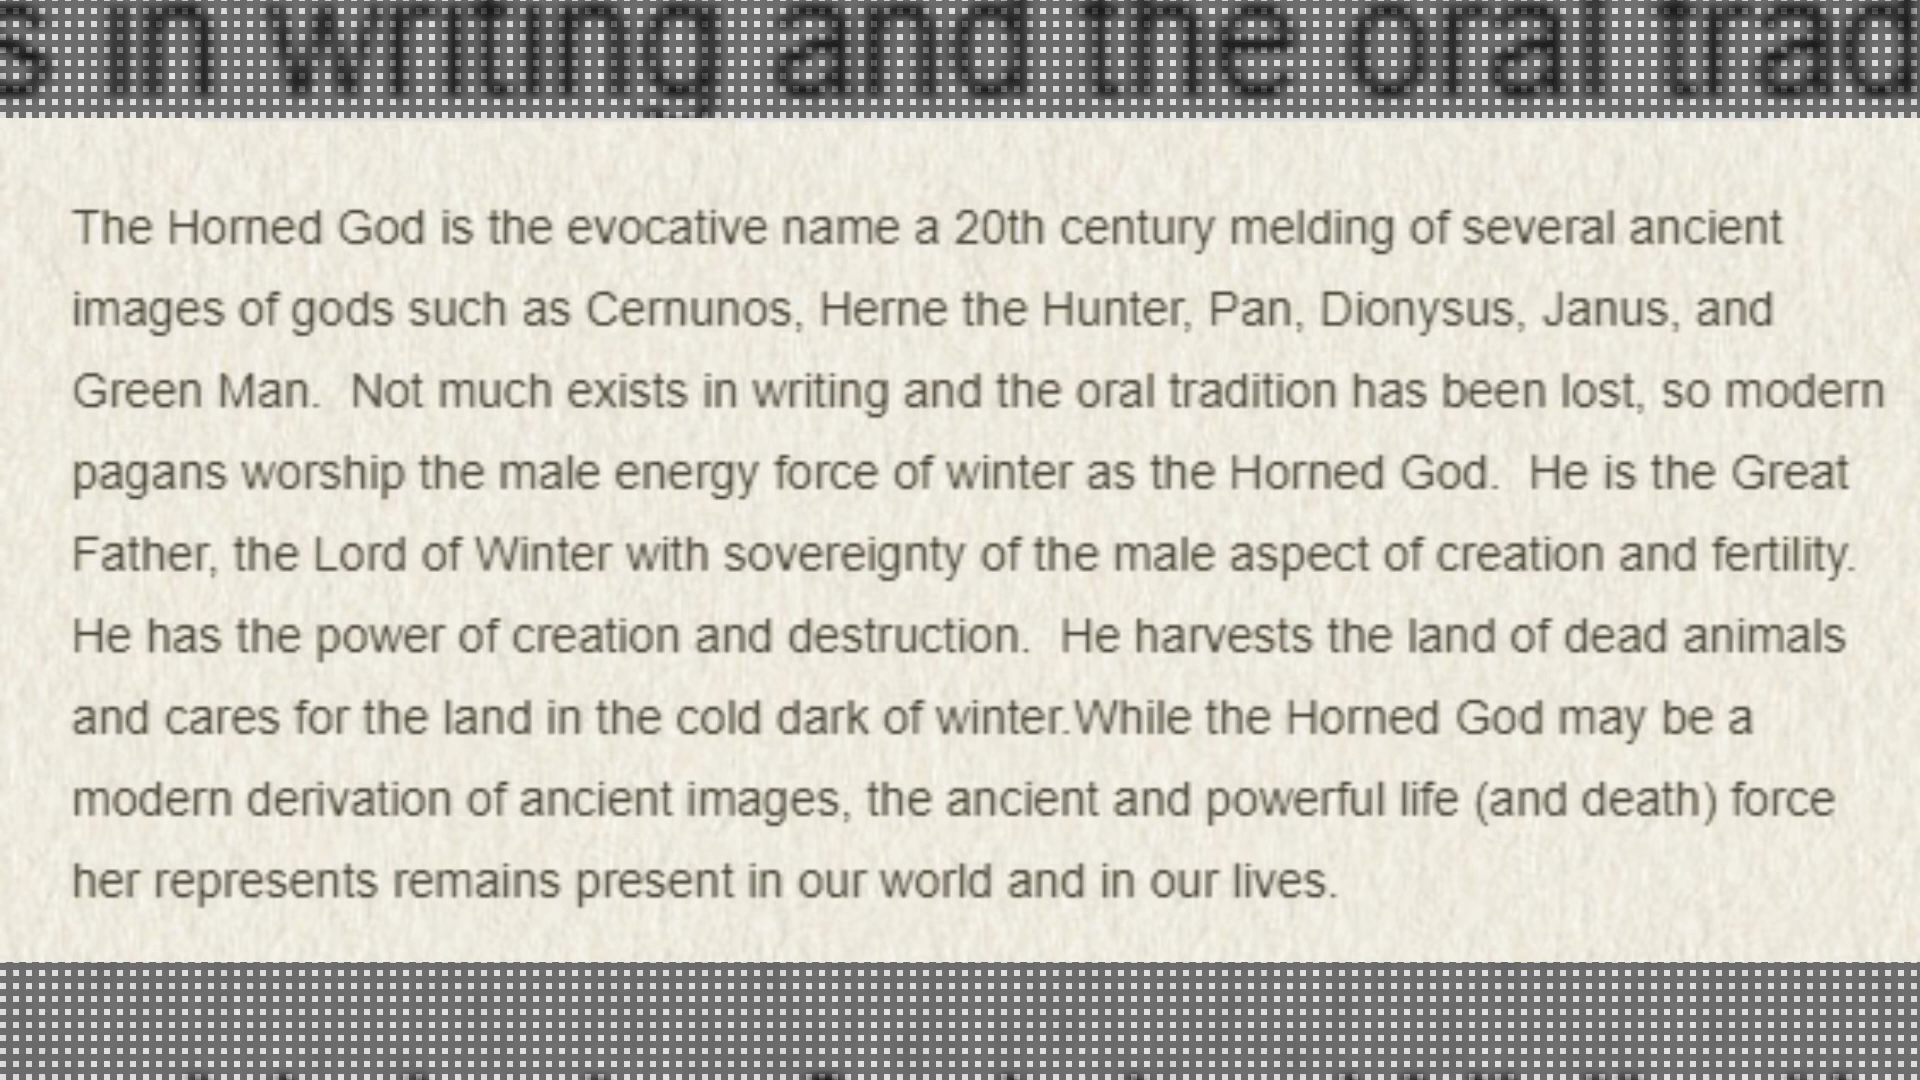 s in writing and the oral trad
The Horned God is the evocative name a 20th century melding of several ancient
images of gods such as Cernunos, Herne the Hunter, Pan, Dionysus, Janus, and
Green Man.  Not much exists in writing and the oral tradition has been lost, so modern
pagans worship the male energy force of winter as the Horned God.  He is the Great
Father, the Lord of Winter with sovereignty of the male aspect of creation and fertility.
He has the power of creation and destruction.  He harvests the land of dead animals
and cares for the land in the cold dark of winter.While the Horned God may be a
modern derivation of ancient images, the ancient and powerful life (and death) force
her represents remains present in our world and in our lives.